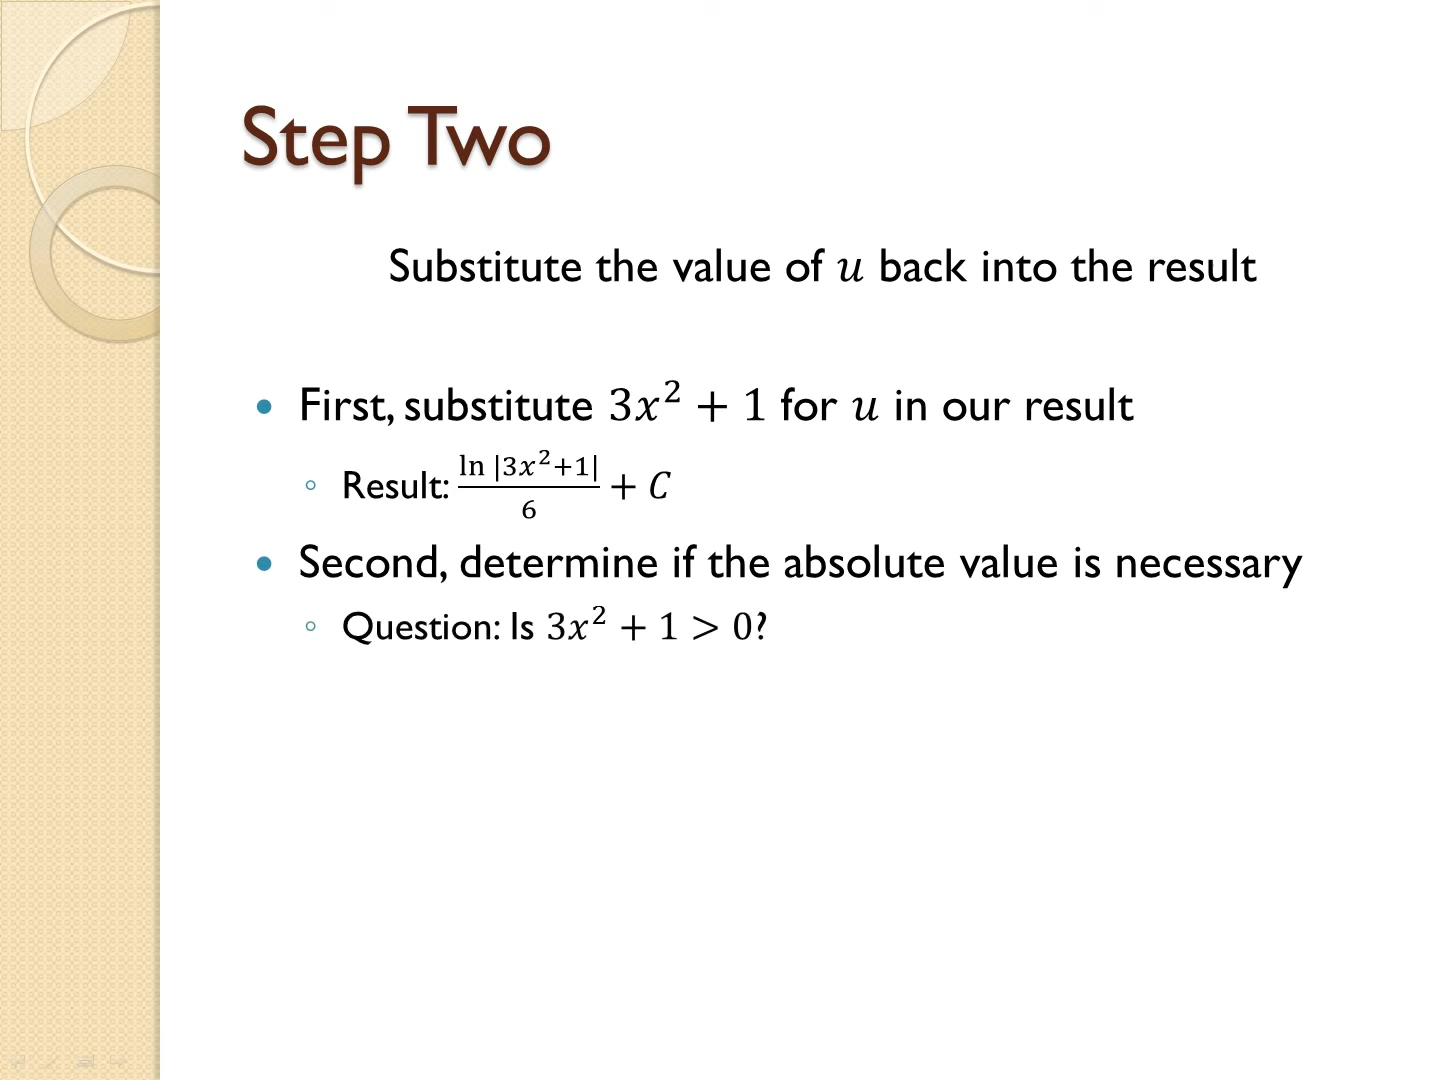 Step Two
Substitute the value of u back into the result
• First, substitute 3x² + 1 for u in our result
◦ Result: ln |3x²+1| / 6 + C
• Second, determine if the absolute value is necessary
◦ Question: Is 3x² + 1 > 0?